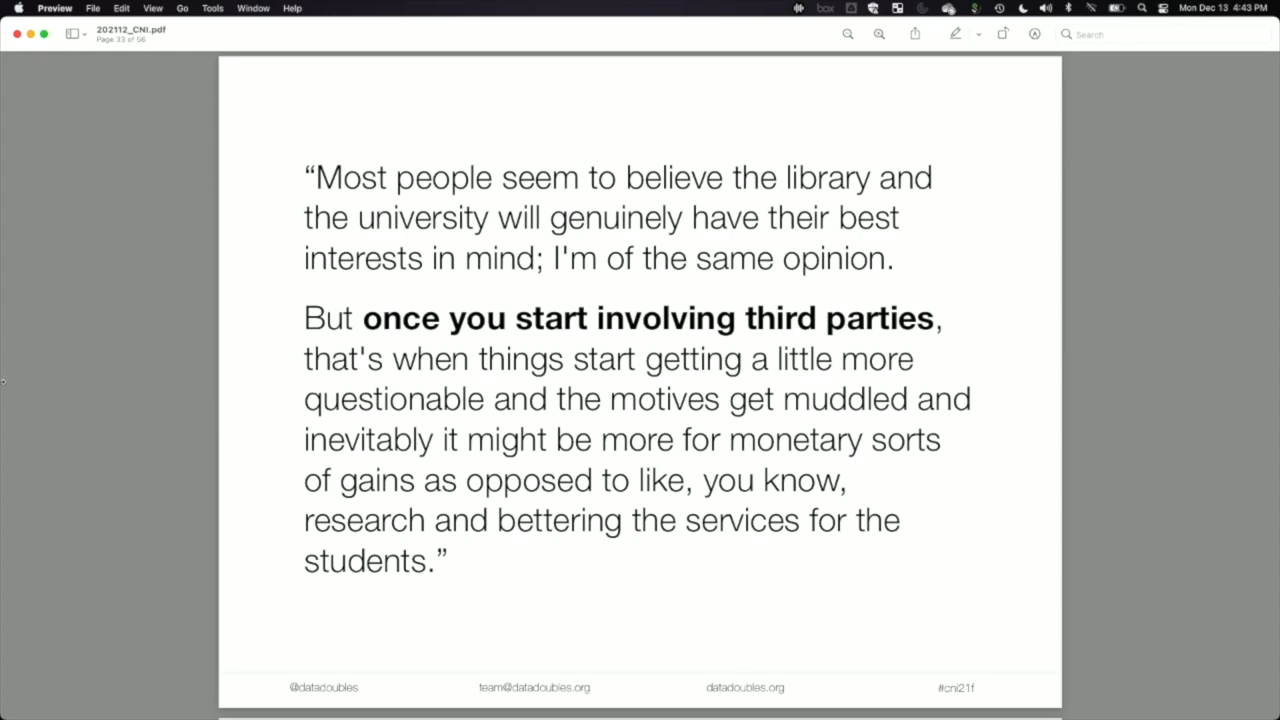 Preview File Edit View Go Tools Window Help
box
Mon Dec 13 4:43 PM
202112_CNI.pdf
Page 33 of 56
Search
“Most people seem to believe the library and
the university will genuinely have their best
interests in mind; I'm of the same opinion.
But once you start involving third parties,
that's when things start getting a little more
questionable and the motives get muddled and
inevitably it might be more for monetary sorts
of gains as opposed to like, you know,
research and bettering the services for the
students.”
@datadoubles
team@datadoubles.org
datadoubles.org
#cni21f